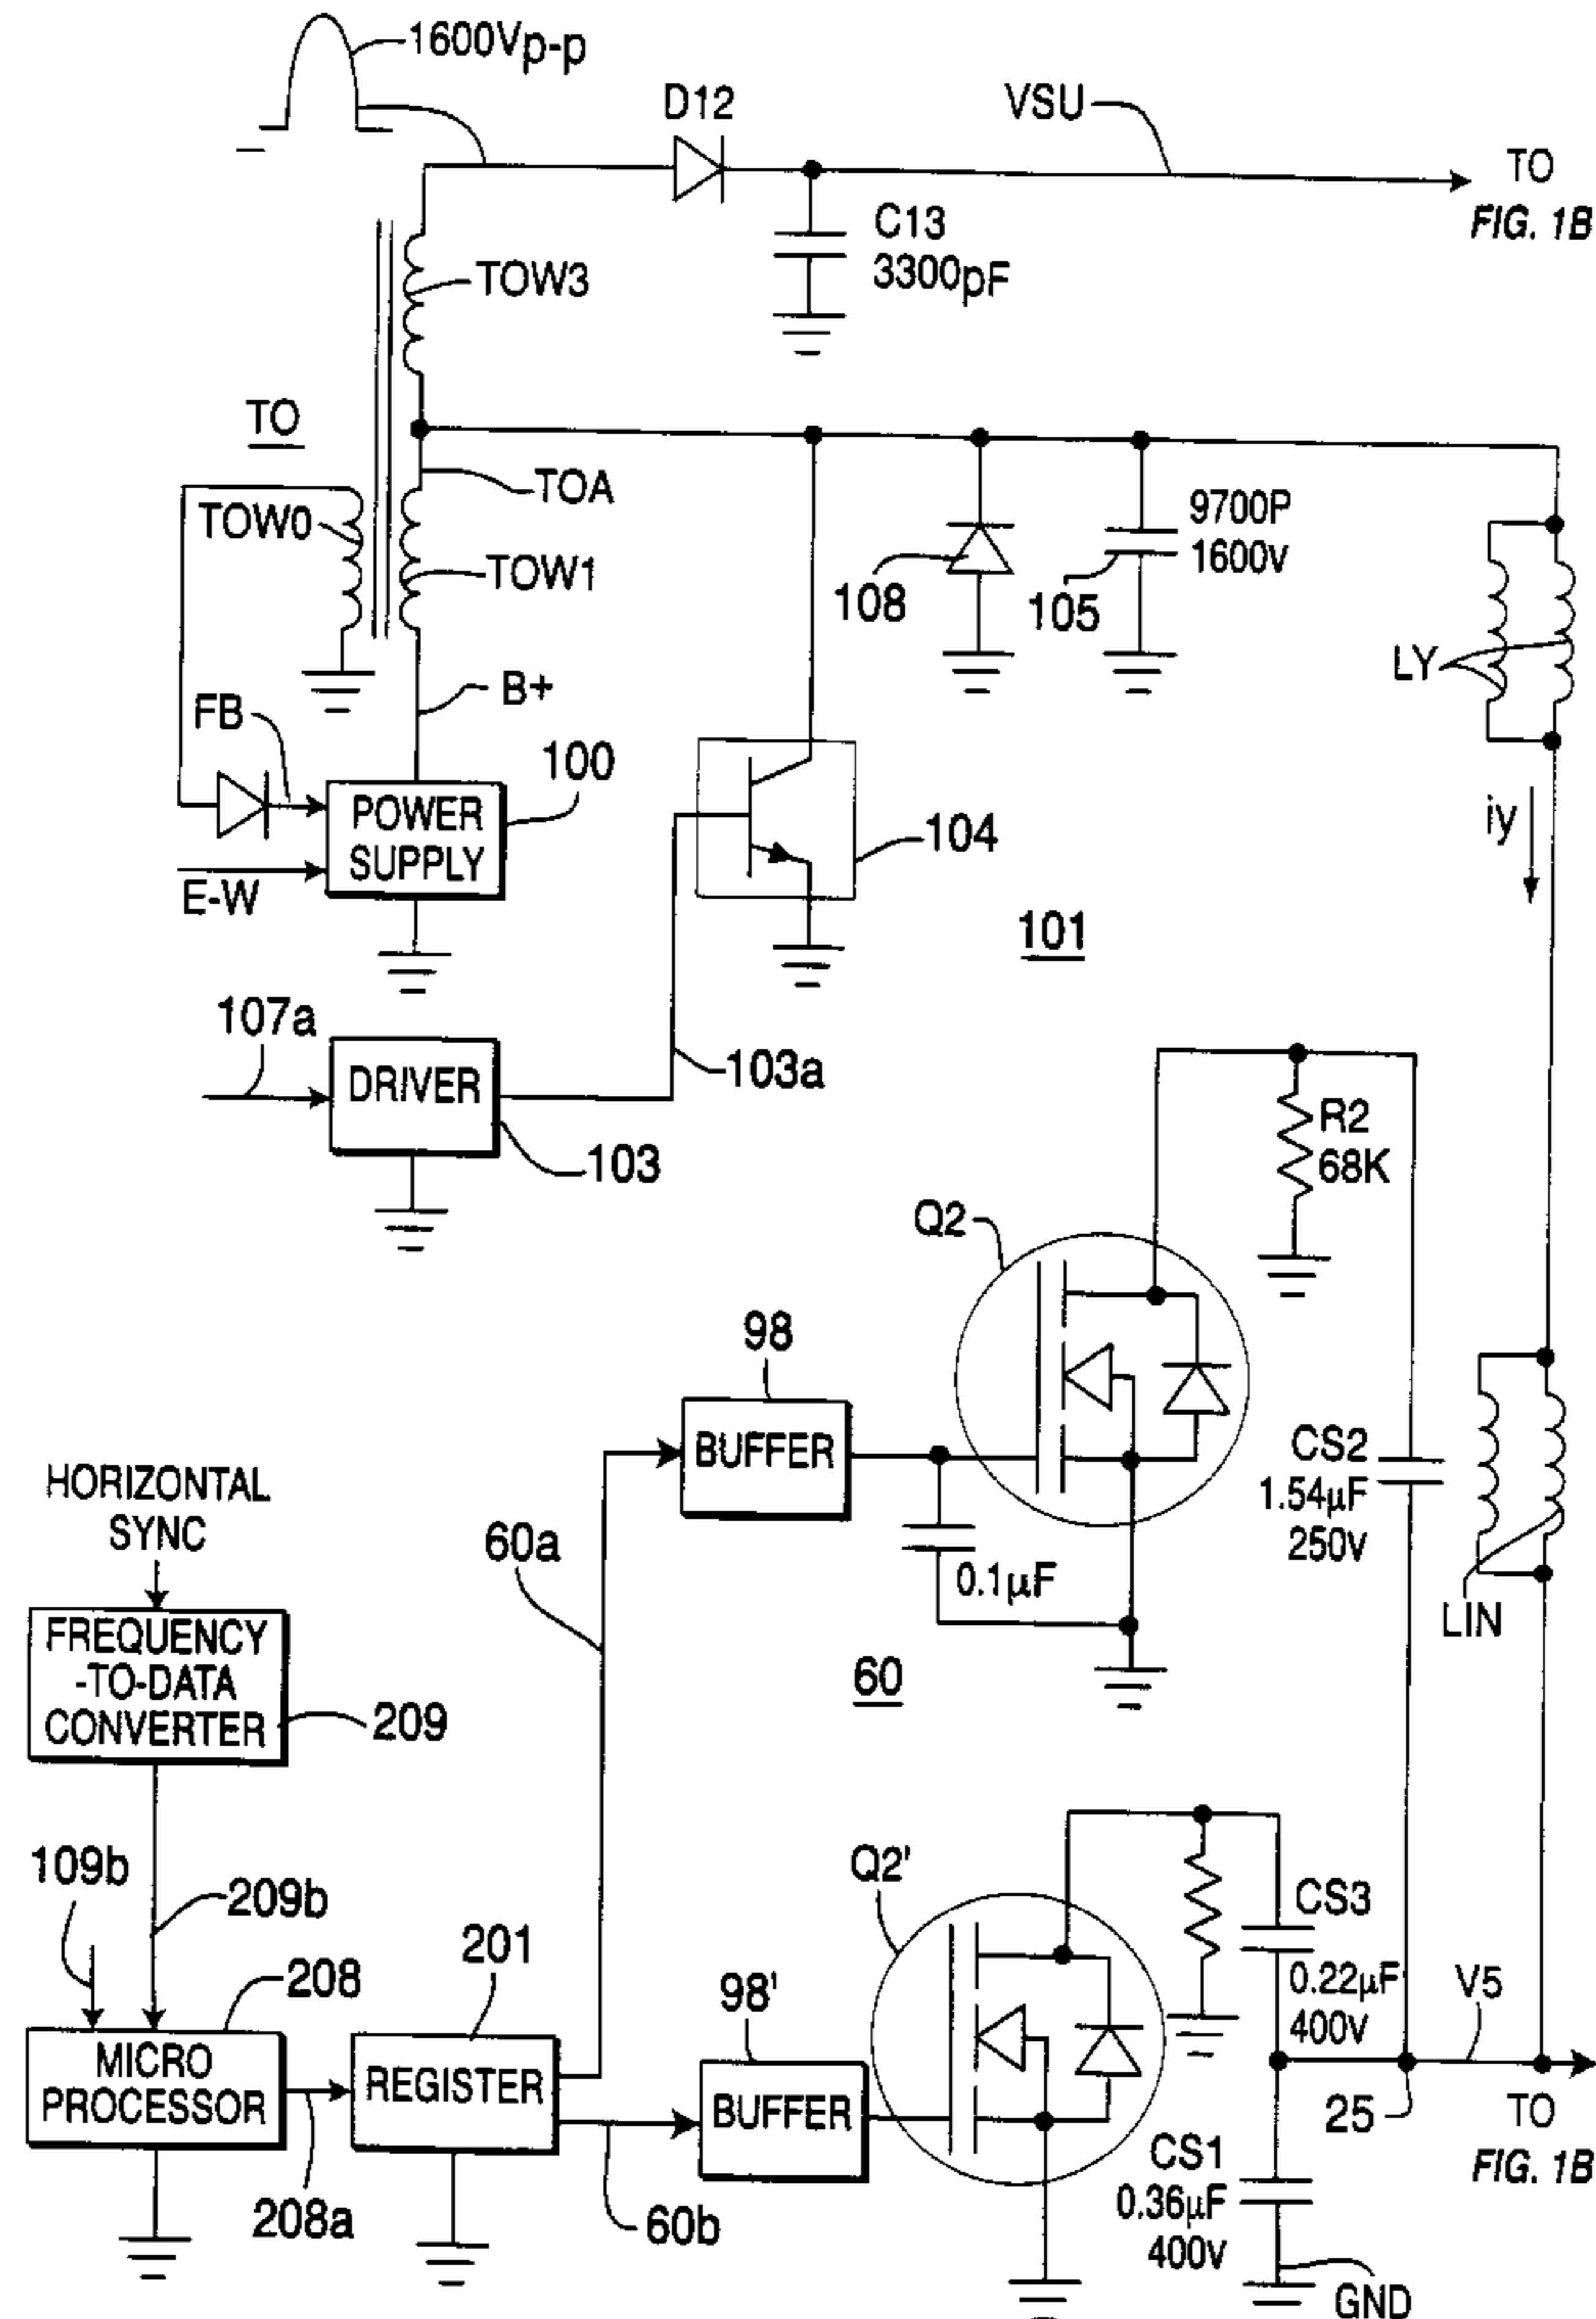 1600Vp-p
D12
VSU
TO
FIG. 1B
C13
3300pF
TOW3
TO
TOA
TOW0
TOW1
9700P
1600v
108
105
LY
B+
FB
100
POWER
SUPPLY
E-W
104
iy
101
107a
DRIVER
103a
103
R2
68K
Q2
98
BUFFER
CS2
1.54µF
250v
HORIZONTAL
SYNC
60a
0.1µF
LIN
FREQUENCY
-TO-DATA
CONVERTER
209
60
109b
209b
Q2'
CS3
0.22µF
400v
201
208
98'
V5
MICRO
PROCESSOR
REGISTER
BUFFER
25
TO
FIG. 1B
CS1
0.36µF
400v
208a
60b
GND